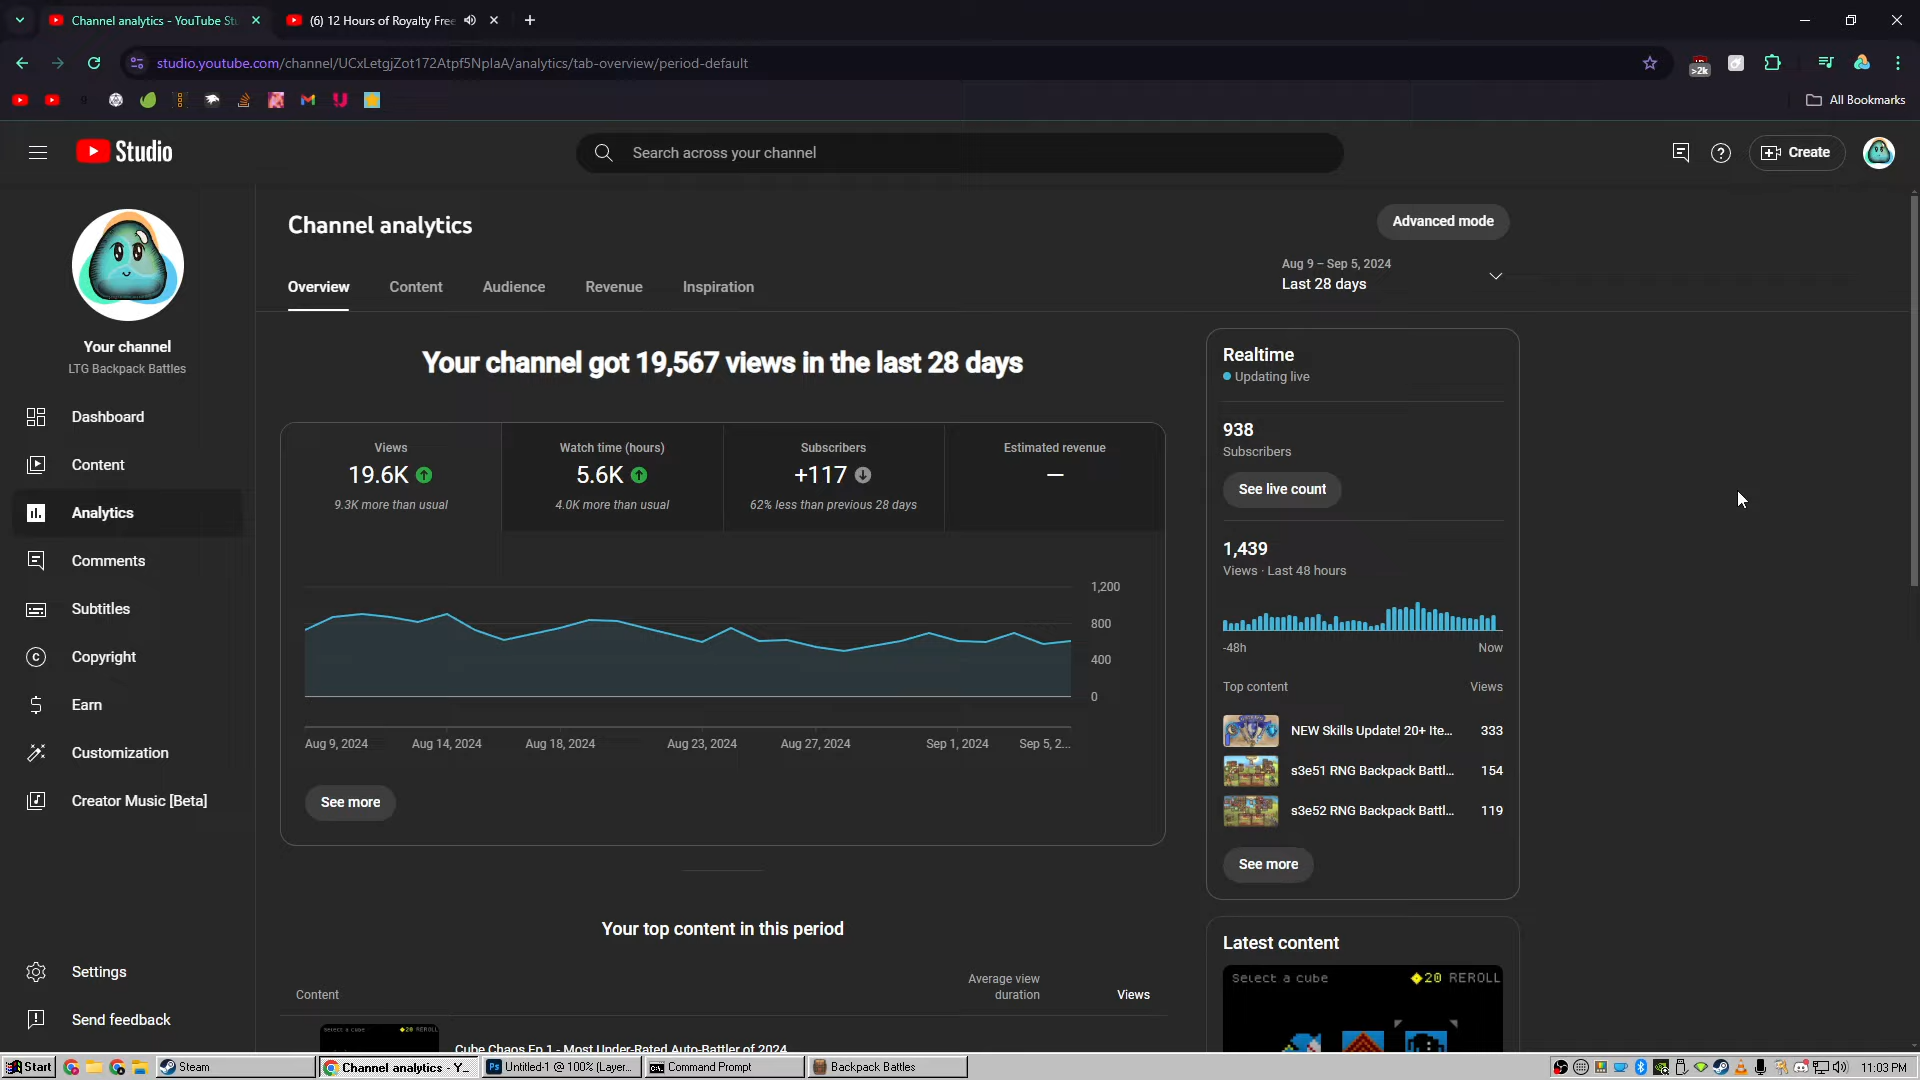 Channel analytics - YouTube Stu
(6) 12 Hours of Royalty Free
studio.youtube.com/channel/UCxLetgjZot172Atpf5NplaA/analytics/tab-overview/period-default
>2k
All Bookmarks
Studio
Search across your channel
Create
Your channel
LTG Backpack Battles
Dashboard
Content
Analytics
Comments
Subtitles
Copyright
Earn
Customization
Creator Music [Beta]
Settings
Send feedback
Channel analytics
Advanced mode
Overview
Content
Audience
Revenue
Inspiration
Aug 9 – Sep 5, 2024
Last 28 days
Your channel got 19,567 views in the last 28 days
Views
19.6K
9.3K more than usual
Watch time (hours)
5.6K
4.0K more than usual
Subscribers
+117
62% less than previous 28 days
Estimated revenue
—
1,200
800
400
0
Aug 9, 2024
Aug 14, 2024
Aug 18, 2024
Aug 23, 2024
Aug 27, 2024
Sep 1, 2024
Sep 5, 2...
See more
Your top content in this period
Content
Average view
duration
Views
Select a cube
20 REROLL
Cube Chaos Ep 1 - Most Under-Rated Auto-Battler of 2024
Realtime
Updating live
938
Subscribers
See live count
1,439
Views · Last 48 hours
-48h
Now
Top content
Views
NEW Skills Update! 20+ Ite...
333
s3e51 RNG Backpack Battl...
154
s3e52 RNG Backpack Battl...
119
See more
Latest content
Select a cube
20 REROLL
Start
Steam
Channel analytics - Y...
Untitled-1 @ 100% (Layer...
Command Prompt
Backpack Battles
11:03 PM